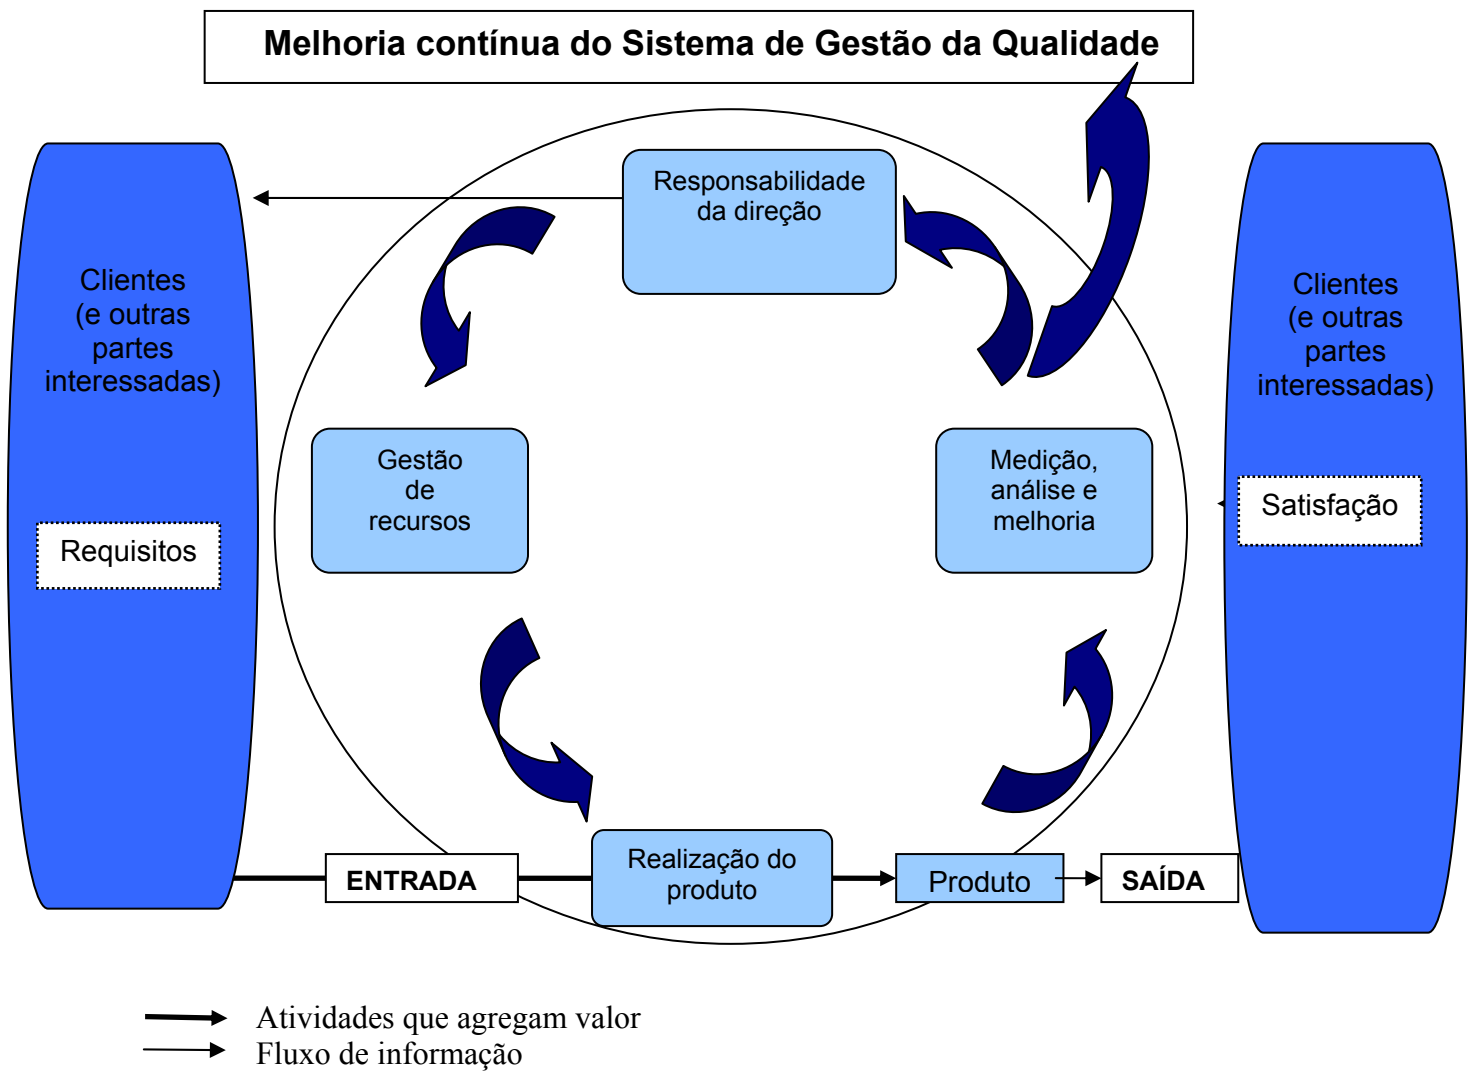 Melhoria contínua do Sistema de Gestão da Qualidade
Responsabilidade
da direção
Clientes
(e outras
partes
interessadas)
Requisitos
Gestão
de
recursos
Medição,
análise e
melhoria
Clientes
(e outras
partes
interessadas)
Satisfação
ENTRADA
Realização do
produto
Produto
SAÍDA
Atividades que agregam valor
Fluxo de informação